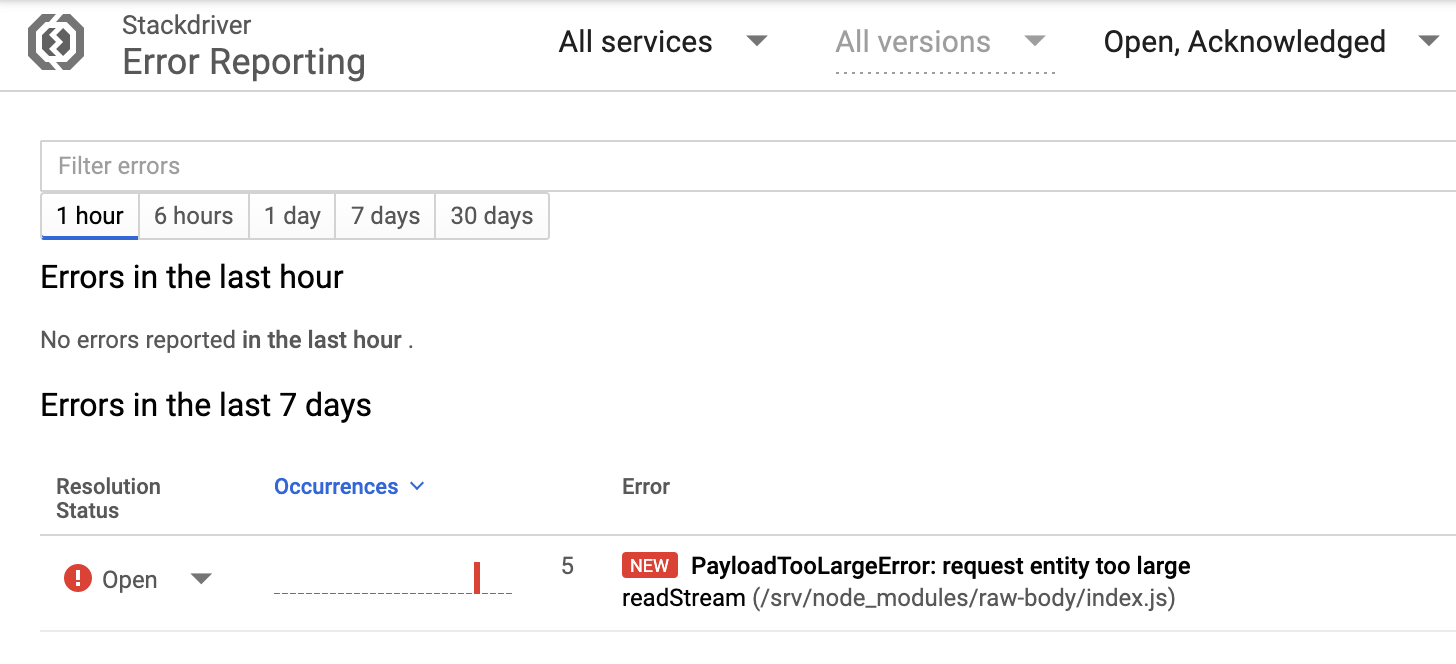 Stackdriver
Error Reporting
All services
All versions
Open, Acknowledged
Filter errors
1 hour
6 hours
1 day
7 days
30 days
Errors in the last hour
No errors reported in the last hour .
Errors in the last 7 days
Resolution
Status
Occurrences
Error
Open
5
NEW PayloadTooLargeError: request entity too large
readStream (/srv/node_modules/raw-body/index.js)